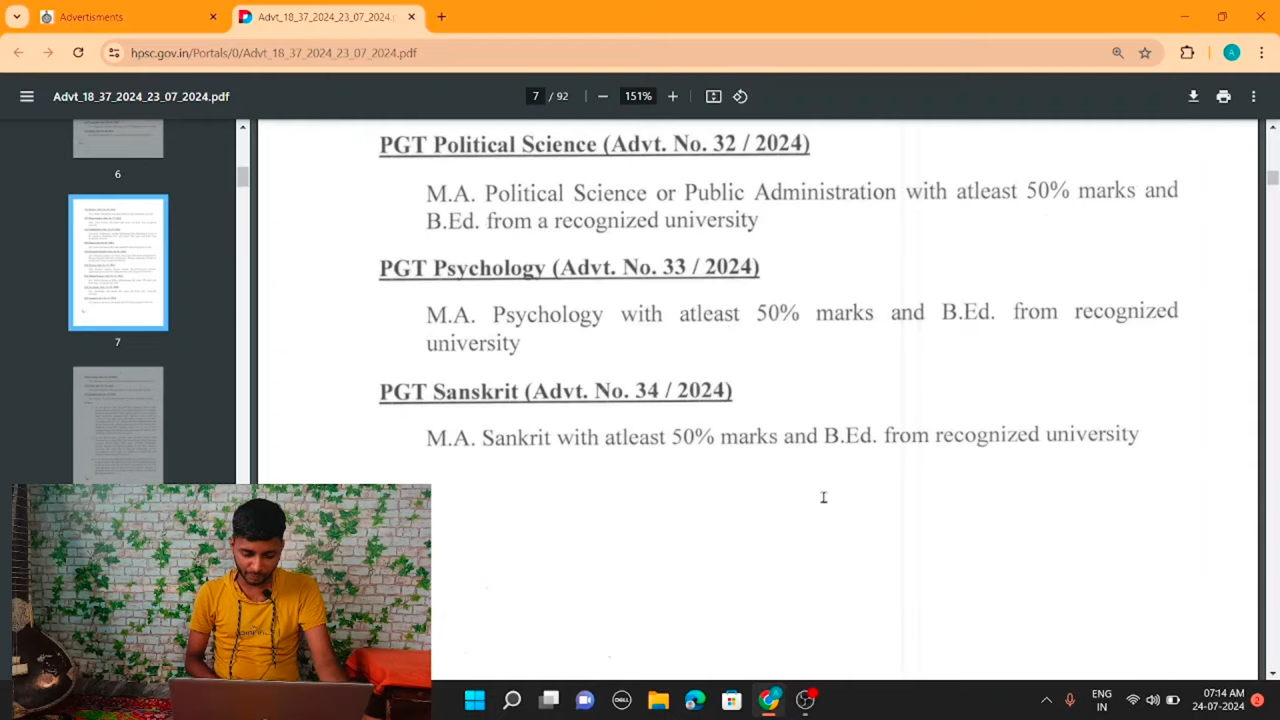 Advertisments
Advt_18_37_2024_23_07_2024.p
hpsc.gov.in/Portals/0/Advt_18_37_2024_23_07_2024.pdf
A
Advt_18_37_2024_23_07_2024.pdf
7 / 92
151%
6
7
PGT Political Science (Advt. No. 32 / 2024)
M.A. Political Science or Public Administration with atleast 50% marks and
B.Ed. from a recognized university
PGT Psychology (Advt. No. 33 / 2024)
M.A. Psychology with atleast 50% marks and B.Ed. from recognized
university
PGT Sanskrit (Advt. No. 34 / 2024)
M.A. Sankrit with atleast 50% marks and B.Ed. from recognized university
DELL
ENG
IN
07:14 AM
24-07-2024
2